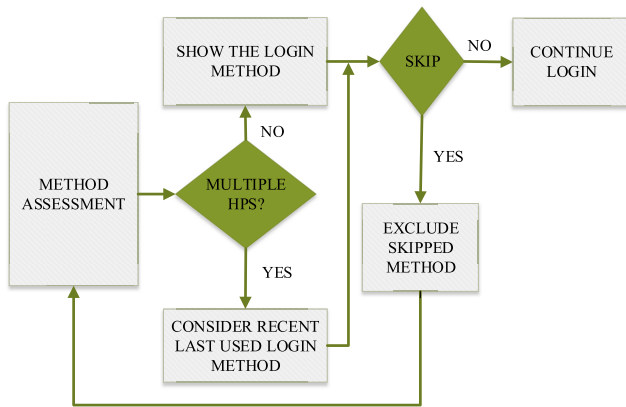 SHOW THE LOGIN
METHOD
SKIP
NO
CONTINUE
LOGIN
NO
YES
METHOD
ASSESSMENT
MULTIPLE
HPS?
EXCLUDE
SKIPPED
METHOD
YES
CONSIDER RECENT
LAST USED LOGIN
METHOD